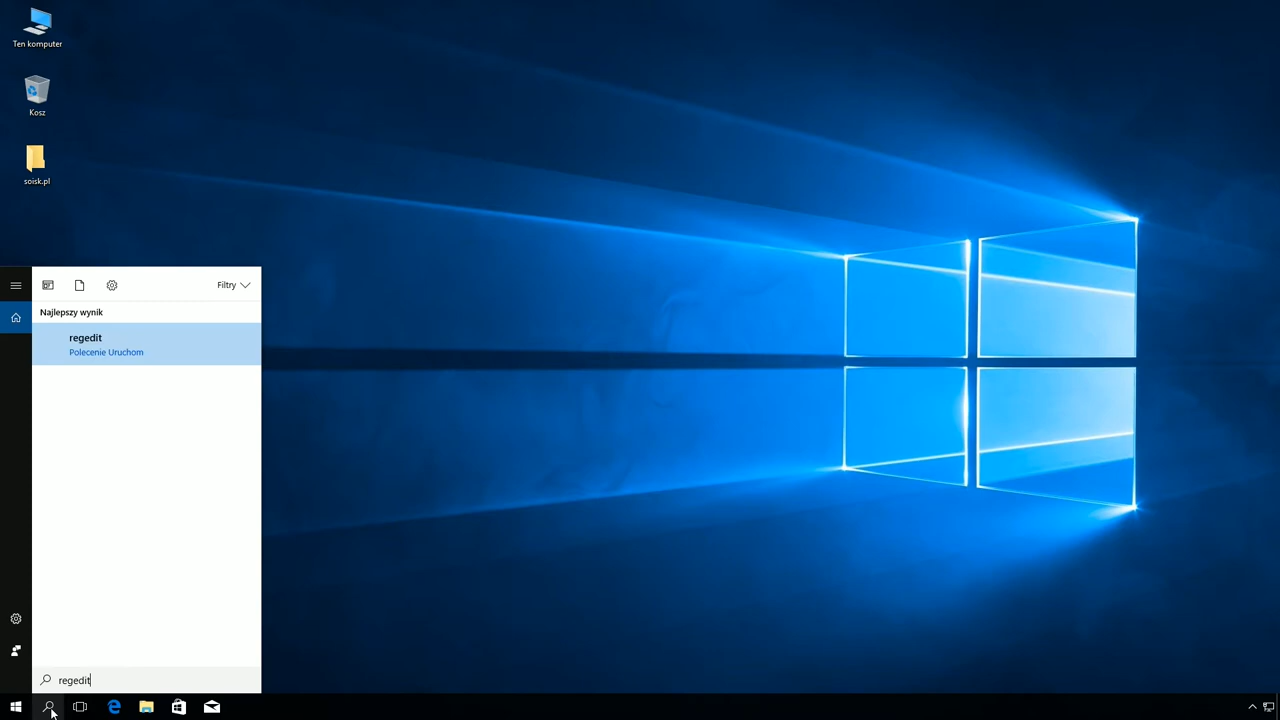 Ten komputer
Kosz
soisk.pl
Filtry
Najlepszy wynik
regedit
Polecenie Uruchom
regedit